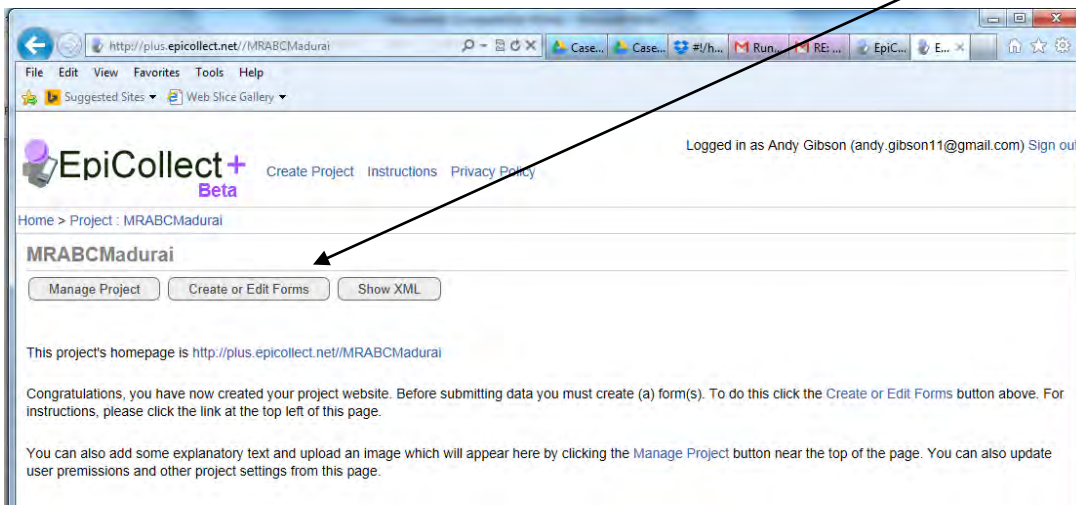 http://plus.epicollect.net//MRABCMadurai
Case... Case... #!/h... Run... RE: ... EpiC... E...
File Edit View Favorites Tools Help
Suggested Sites Web Slice Gallery
EpiCollect+
Beta
Create Project Instructions Privacy Policy
Logged in as Andy Gibson (andy.gibson11@gmail.com) Sign out
Home > Project : MRABCMadurai
MRABCMadurai
Manage Project Create or Edit Forms Show XML
This project's homepage is http://plus.epicollect.net//MRABCMadurai
Congratulations, you have now created your project website. Before submitting data you must create (a) form(s). To do this click the Create or Edit Forms button above. For
instructions, please click the link at the top left of this page.
You can also add some explanatory text and upload an image which will appear here by clicking the Manage Project button near the top of the page. You can also update
user premissions and other project settings from this page.